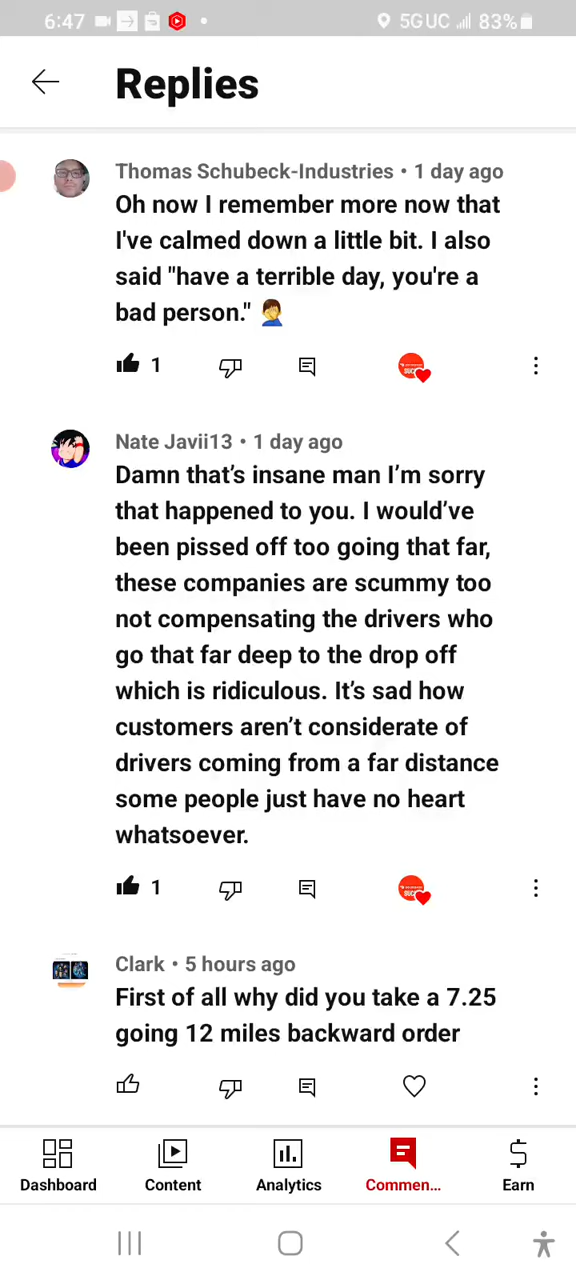 6:47 5G UC 83%
Replies
Thomas Schubeck-Industries • 1 day ago
Oh now I remember more now that
I've calmed down a little bit. I also
said "have a terrible day, you're a
bad person." 🤦
1
Nate Javii13 • 1 day ago
Damn that’s insane man I’m sorry
that happened to you. I would’ve
been pissed off too going that far,
these companies are scummy too
not compensating the drivers who
go that far deep to the drop off
which is ridiculous. It’s sad how
customers aren’t considerate of
drivers coming from a far distance
some people just have no heart
whatsoever.
1
Clark • 5 hours ago
First of all why did you take a 7.25
going 12 miles backward order
Dashboard Content Analytics Commen... Earn